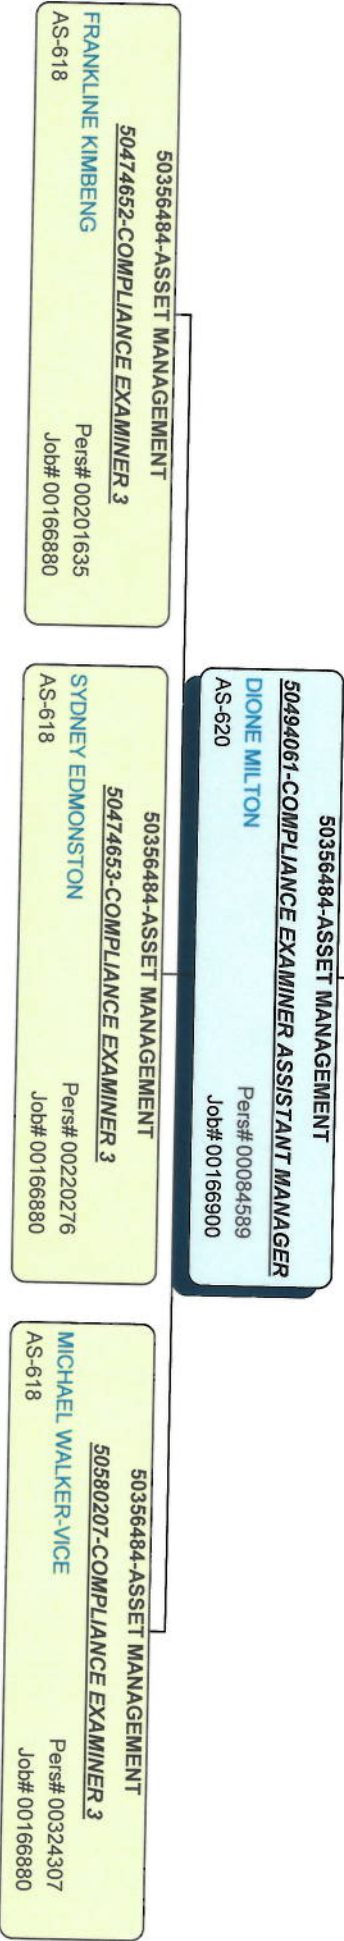 50356484-ASSET MANAGEMENT
50494061-COMPLIANCE EXAMINER ASSISTANT MANAGER
DIONE MILTON
Pers# 00084589
AS-620
Job# 00166900
50356484-ASSET MANAGEMENT
50474652-COMPLIANCE EXAMINER 3
FRANKLINE KIMBENG
Pers# 00201635
AS-618
Job# 00166880
50356484-ASSET MANAGEMENT
50474653-COMPLIANCE EXAMINER 3
SYDNEY EDMONSTON
Pers# 00220276
AS-618
Job# 00166880
50356484-ASSET MANAGEMENT
50580207-COMPLIANCE EXAMINER 3
MICHAEL WALKER-VICE
Pers# 00324307
AS-618
Job# 00166880